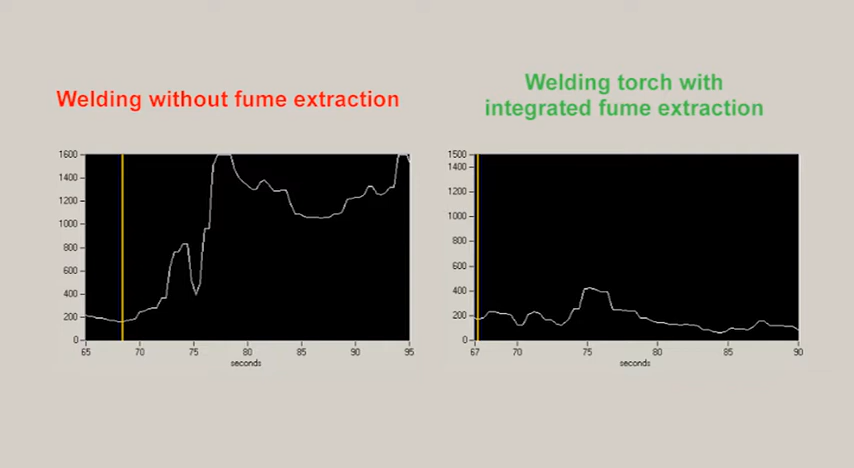 Welding without fume extraction
Welding torch with
integrated fume extraction
1600
1400
1200
1000
800
600
400
200
0
65 70 75 80 85 90 95
seconds
1500
1400
1200
1000
800
600
400
200
0
67 70 75 80 85 90
seconds